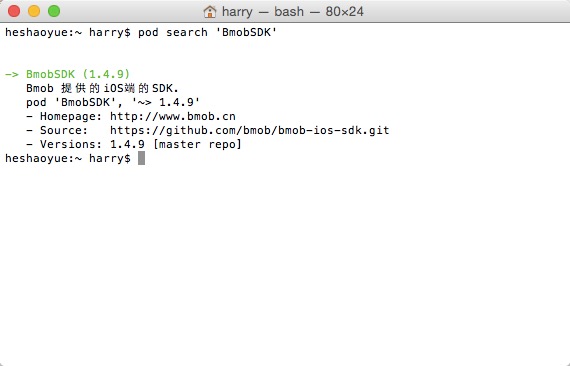 harry — bash — 80×24
heshaoyue:~ harry$ pod search 'BmobSDK'
-> BmobSDK (1.4.9)
Bmob 提供的iOS端的SDK.
pod 'BmobSDK', '~> 1.4.9'
- Homepage: http://www.bmob.cn
- Source:   https://github.com/bmob/bmob-ios-sdk.git
- Versions: 1.4.9 [master repo]
heshaoyue:~ harry$